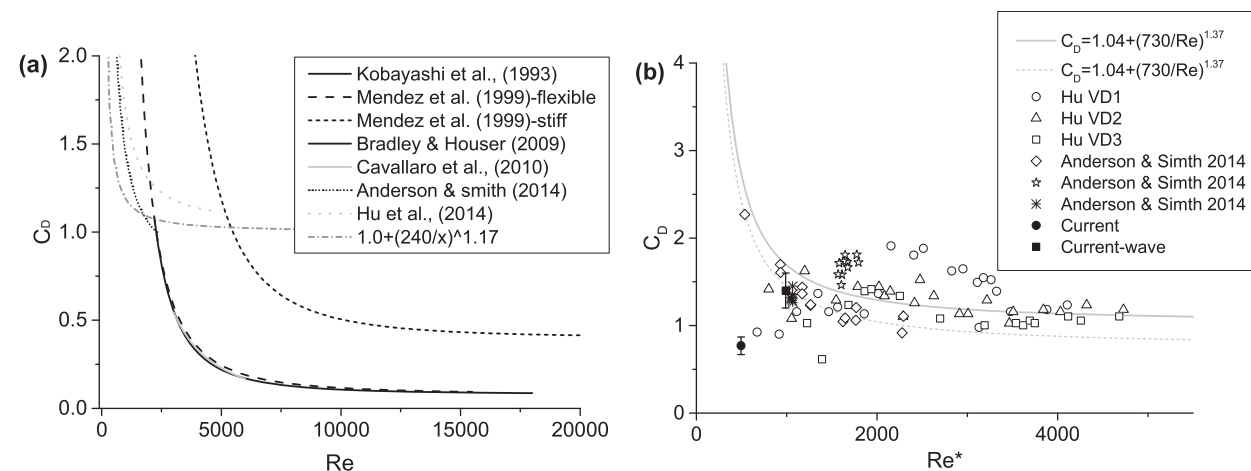 (a)
2.0
1.5
1.0
0.5
0.0
C_D
0
5000
10000
15000
20000
Re
Kobayashi et al., (1993)
Mendez et al. (1999)-flexible
Mendez et al. (1999)-stiff
Bradley & Houser (2009)
Cavallaro et al., (2010)
Anderson & smith (2014)
Hu et al., (2014)
1.0+(240/x)^1.17
(b)
4
3
2
1
0
C_D
0
2000
4000
Re*
C_D=1.04+(730/Re)^1.37
C_D=1.04+(730/Re)^1.37
Hu VD1
Hu VD2
Hu VD3
Anderson & Simth 2014
Anderson & Simth 2014
Anderson & Simth 2014
Current
Current-wave